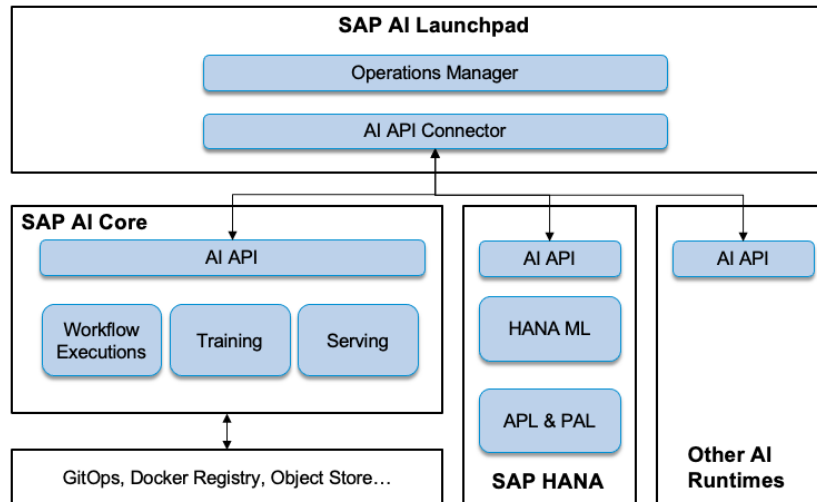 SAP AI Launchpad
Operations Manager
AI API Connector
SAP AI Core
AI API
Workflow
Executions
Training
Serving
GitOps, Docker Registry, Object Store…
AI API
HANA ML
APL & PAL
SAP HANA
AI API
Other AI
Runtimes